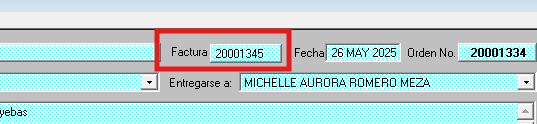 Factura 20001345 Fecha 26 MAY 2025 Orden No. 20001334
Entregarse a: MICHELLE AURORA ROMERO MEZA
yebas